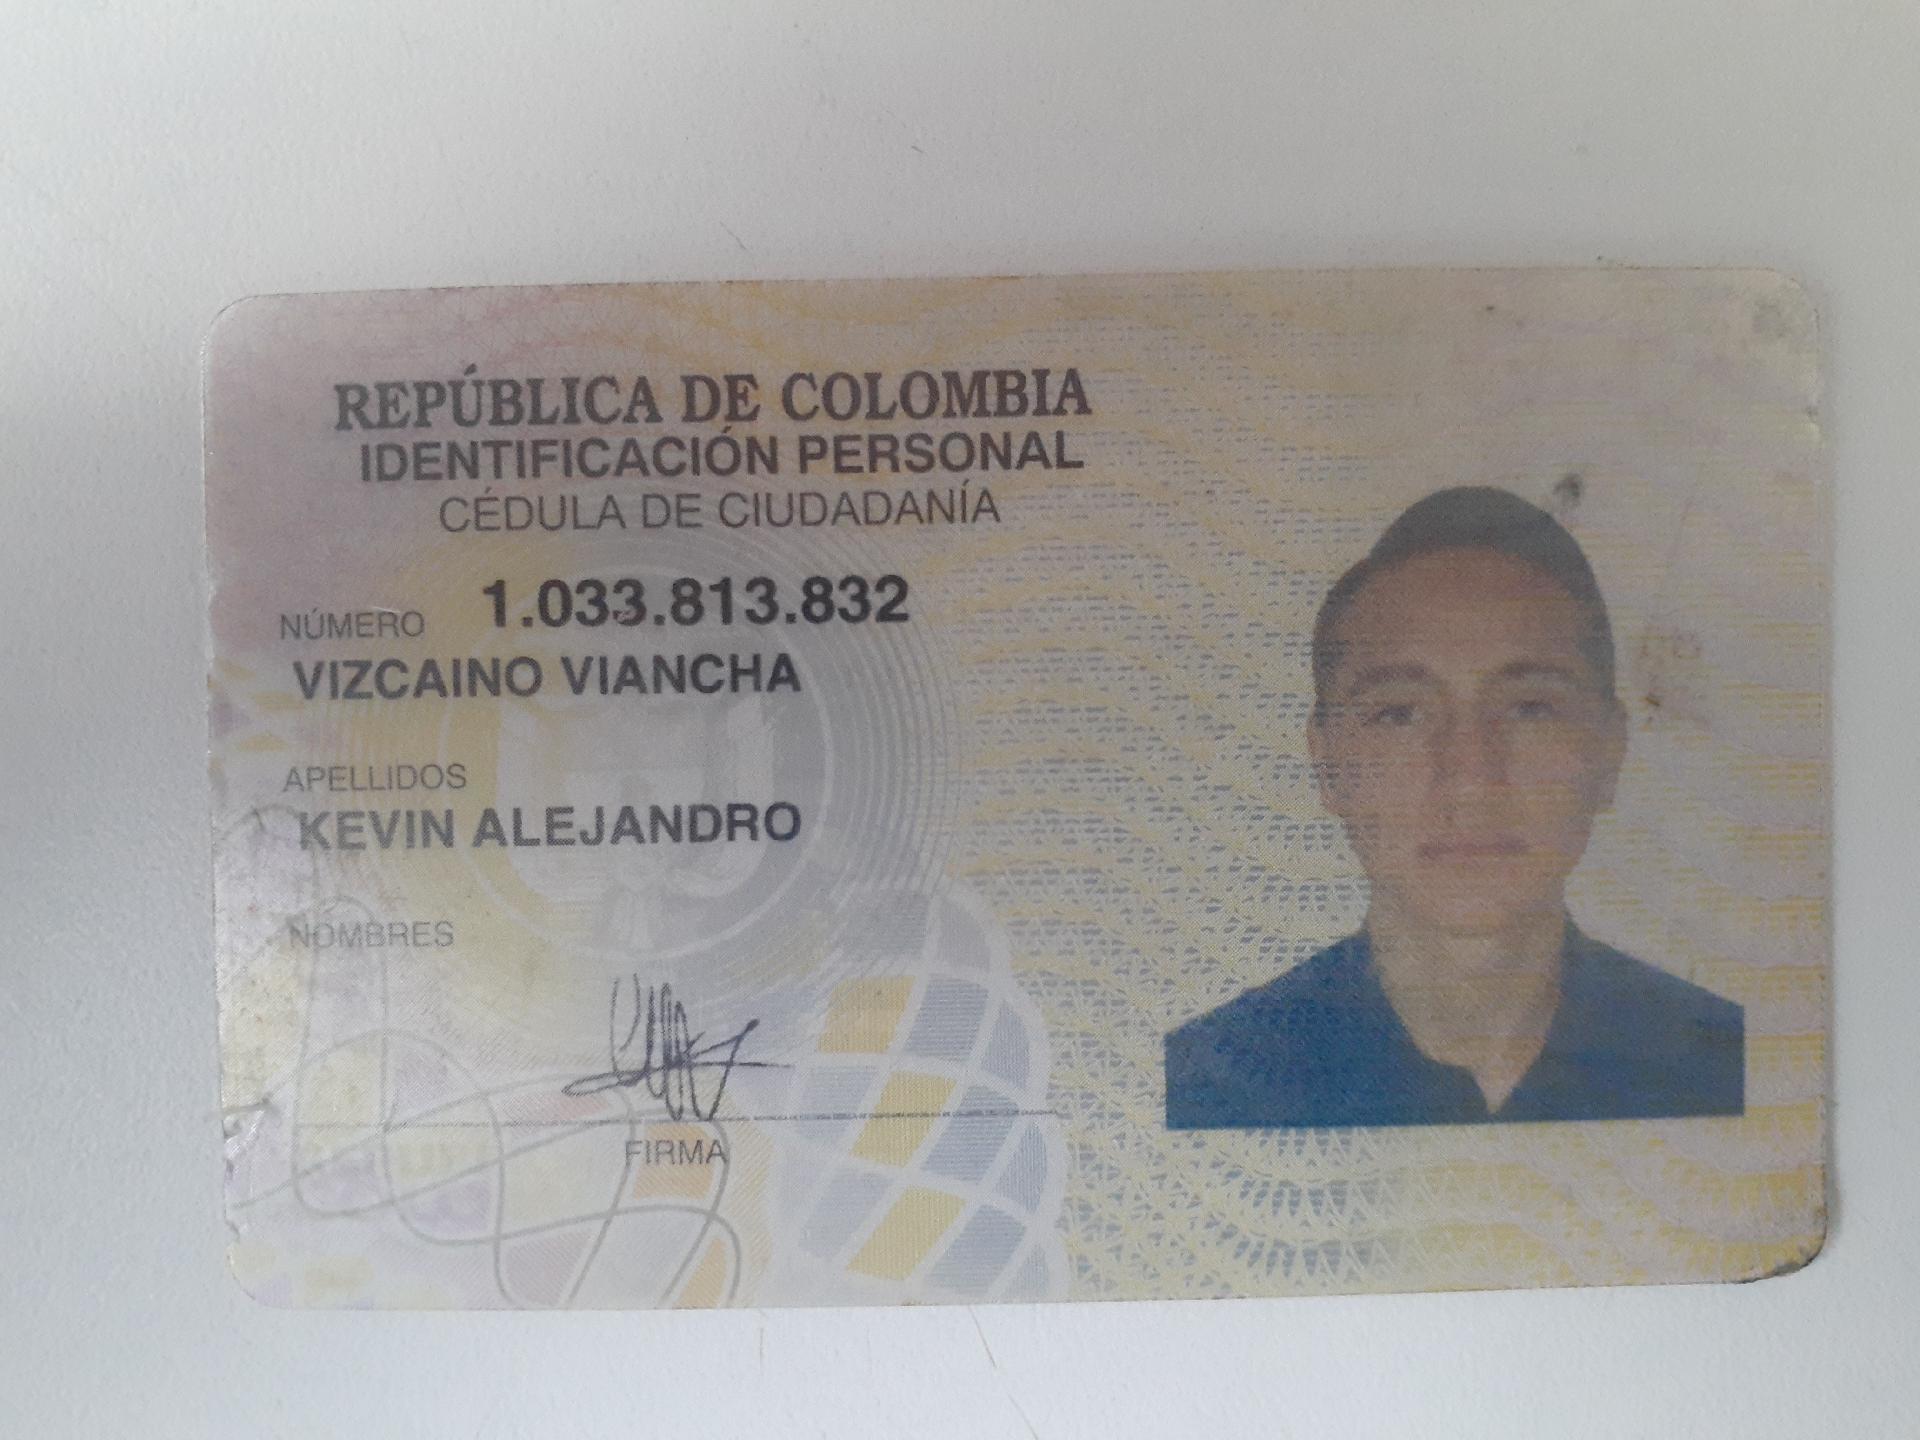 REPÚBLICA DE COLOMBIA
IDENTIFICACIÓN PERSONAL
CÉDULA DE CIUDADANÍA
NÚMERO 1.033.813.832
VIZCAINO VIANCHA
APELLIDOS
KEVIN ALEJANDRO
NOMBRES
FIRMA